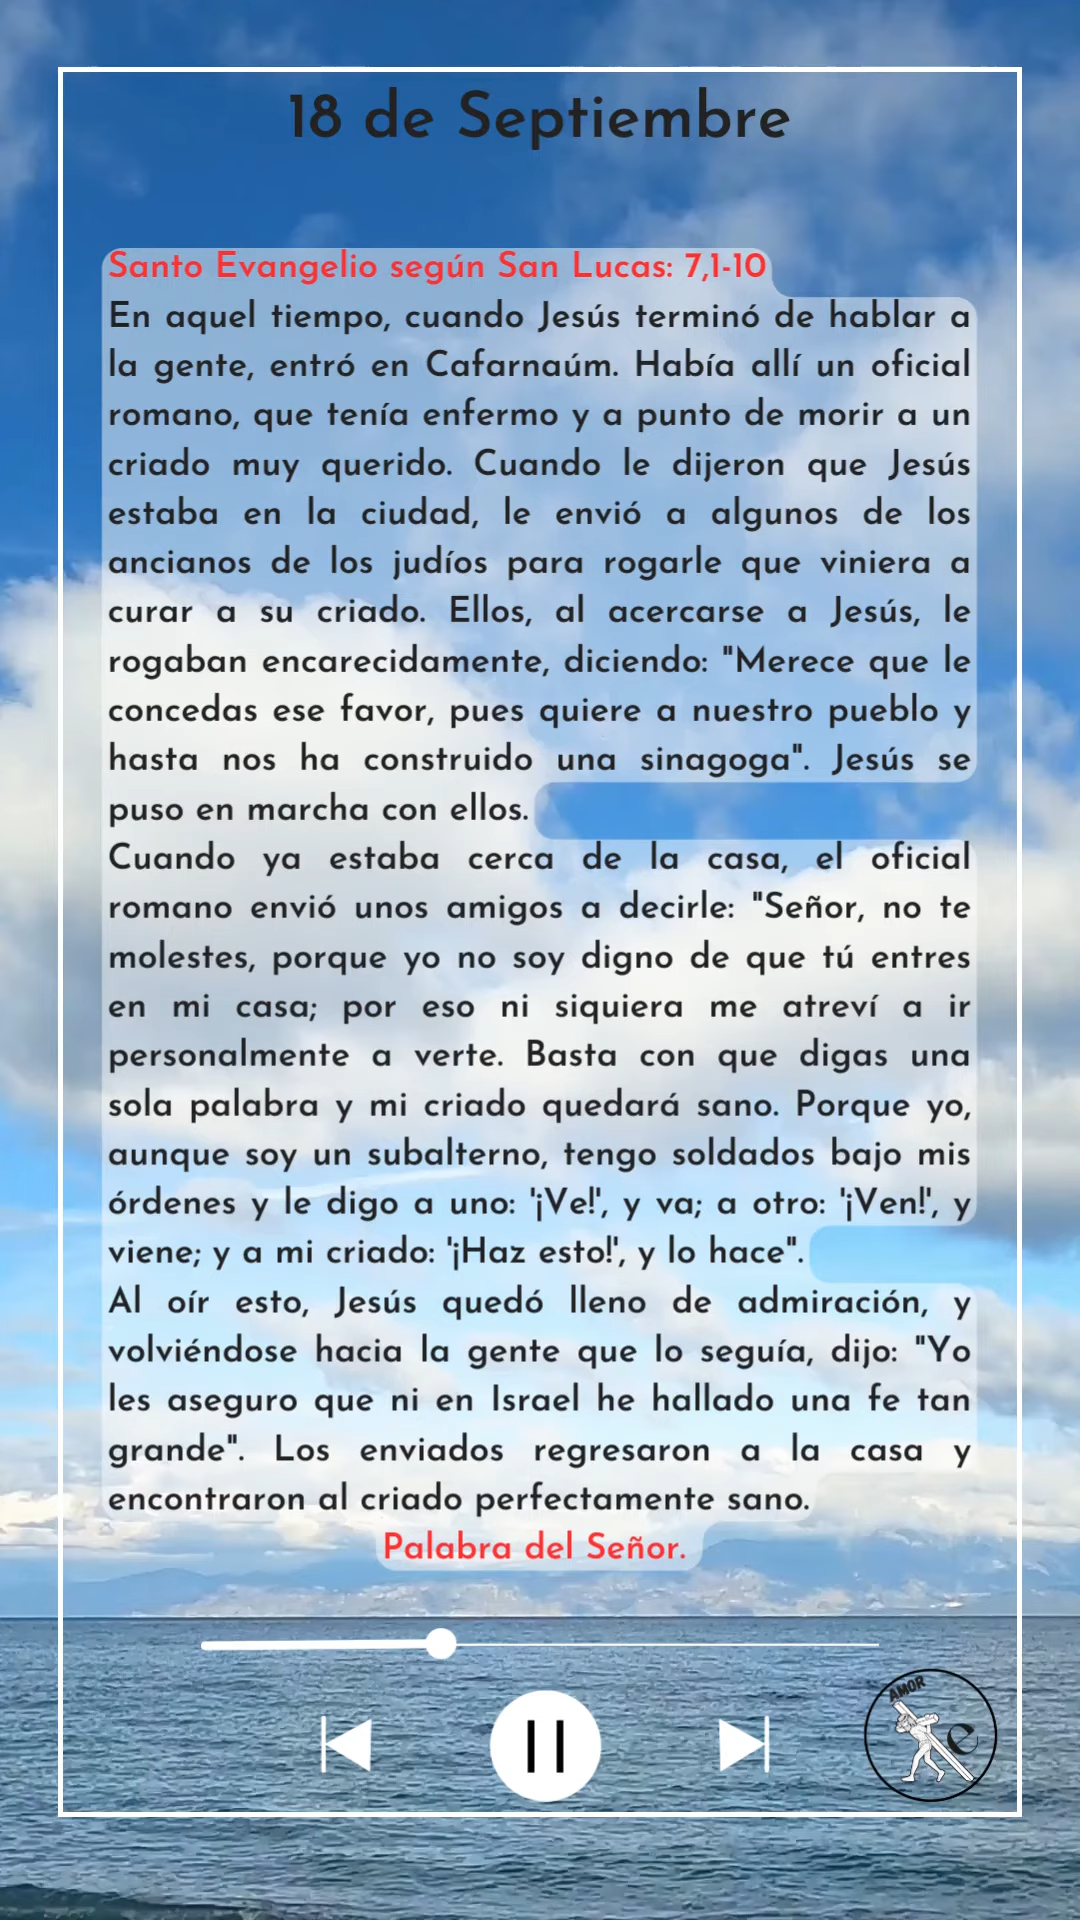 18 de Septiembre
Santo Evangelio según San Lucas: 7,1-10
En aquel tiempo, cuando Jesús terminó de hablar a
la gente, entró en Cafarnaúm. Había allí un oficial
romano, que tenía enfermo y a punto de morir a un
criado muy querido. Cuando le dijeron que Jesús
estaba en la ciudad, le envió a algunos de los
ancianos de los judíos para rogarle que viniera a
curar a su criado. Ellos, al acercarse a Jesús, le
rogaban encarecidamente, diciendo: "Merece que le
concedas ese favor, pues quiere a nuestro pueblo y
hasta nos ha construido una sinagoga". Jesús se
puso en marcha con ellos.
Cuando ya estaba cerca de la casa, el oficial
romano envió unos amigos a decirle: "Señor, no te
molestes, porque yo no soy digno de que tú entres
en mi casa; por eso ni siquiera me atreví a ir
personalmente a verte. Basta con que digas una
sola palabra y mi criado quedará sano. Porque yo,
aunque soy un subalterno, tengo soldados bajo mis
órdenes y le digo a uno: '¡Ve!', y va; a otro: '¡Ven!', y
viene; y a mi criado: '¡Haz esto!', y lo hace".
Al oír esto, Jesús quedó lleno de admiración, y
volviéndose hacia la gente que lo seguía, dijo: "Yo
les aseguro que ni en Israel he hallado una fe tan
grande". Los enviados regresaron a la casa y
encontraron al criado perfectamente sano.
Palabra del Señor.
AMOR
e